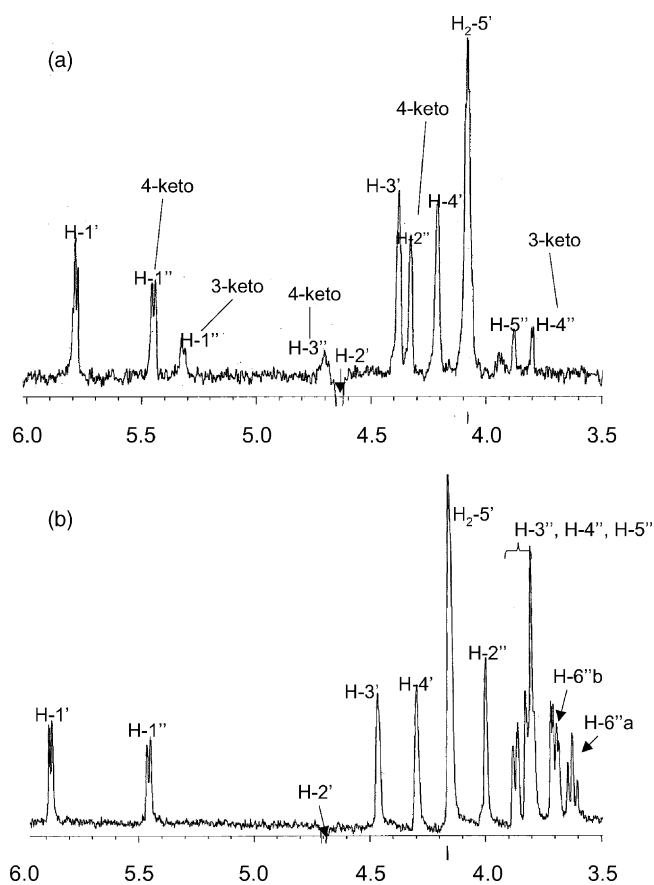 (a)
H₂-5'
4-keto
H-3'
4-keto
H-4'
H-1'
H-2''
3-keto
H-1''
3-keto
4-keto
H-1''
H-3''
H-2'
H-5''
H-4''
6.0 5.5 5.0 4.5 4.0 3.5
(b)
H₂-5'
H-3'', H-4'', H-5''
H-2''
H-3'
H-4'
H-6''b
H-1'
H-1''
H-6''a
H-2'
6.0 5.5 5.0 4.5 4.0 3.5